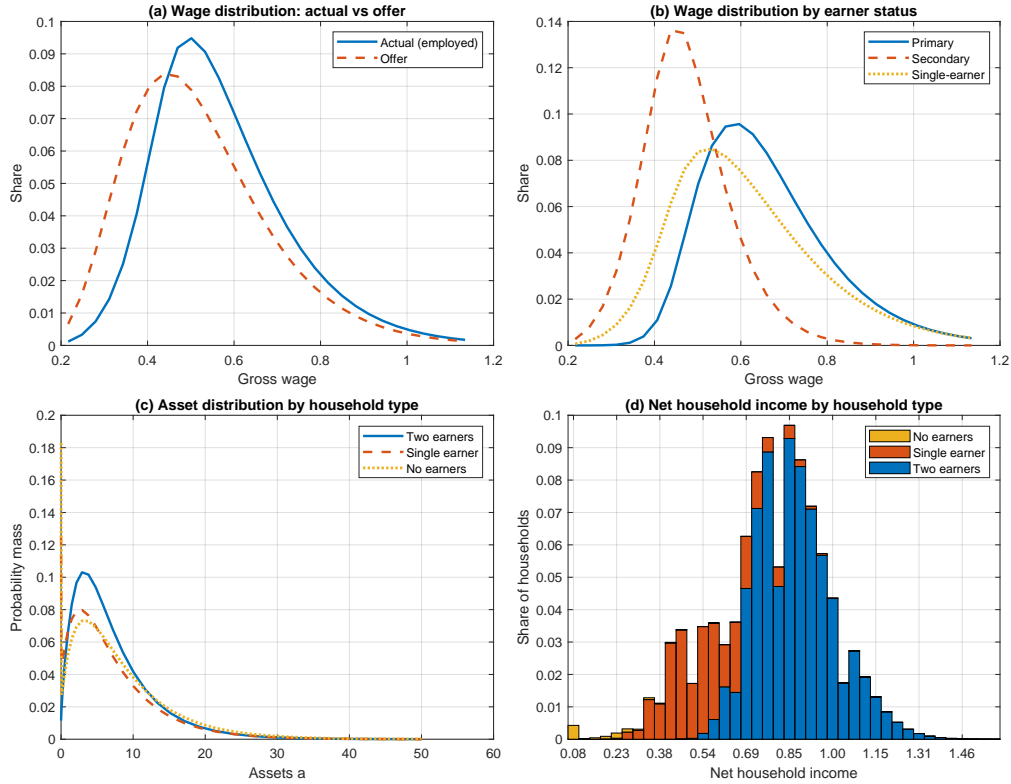 (a) Wage distribution: actual vs offer
0.1
0.09
0.08
0.07
0.06
0.05
0.04
0.03
0.02
0.01
0
Share
Actual (employed)
Offer
0.2 0.4 0.6 0.8 1 1.2
Gross wage
(b) Wage distribution by earner status
0.14
0.12
0.1
0.08
0.06
0.04
0.02
0
Share
Primary
Secondary
Single-earner
0.2 0.4 0.6 0.8 1 1.2
Gross wage
(c) Asset distribution by household type
0.2
0.18
0.16
0.14
0.12
0.1
0.08
0.06
0.04
0.02
0
Probability mass
Two earners
Single earner
No earners
0 10 20 30 40 50 60
Assets a
(d) Net household income by household type
0.1
0.09
0.08
0.07
0.06
0.05
0.04
0.03
0.02
0.01
0
Share of households
No earners
Single earner
Two earners
0.08 0.23 0.38 0.54 0.69 0.85 1.00 1.15 1.31 1.46
Net household income